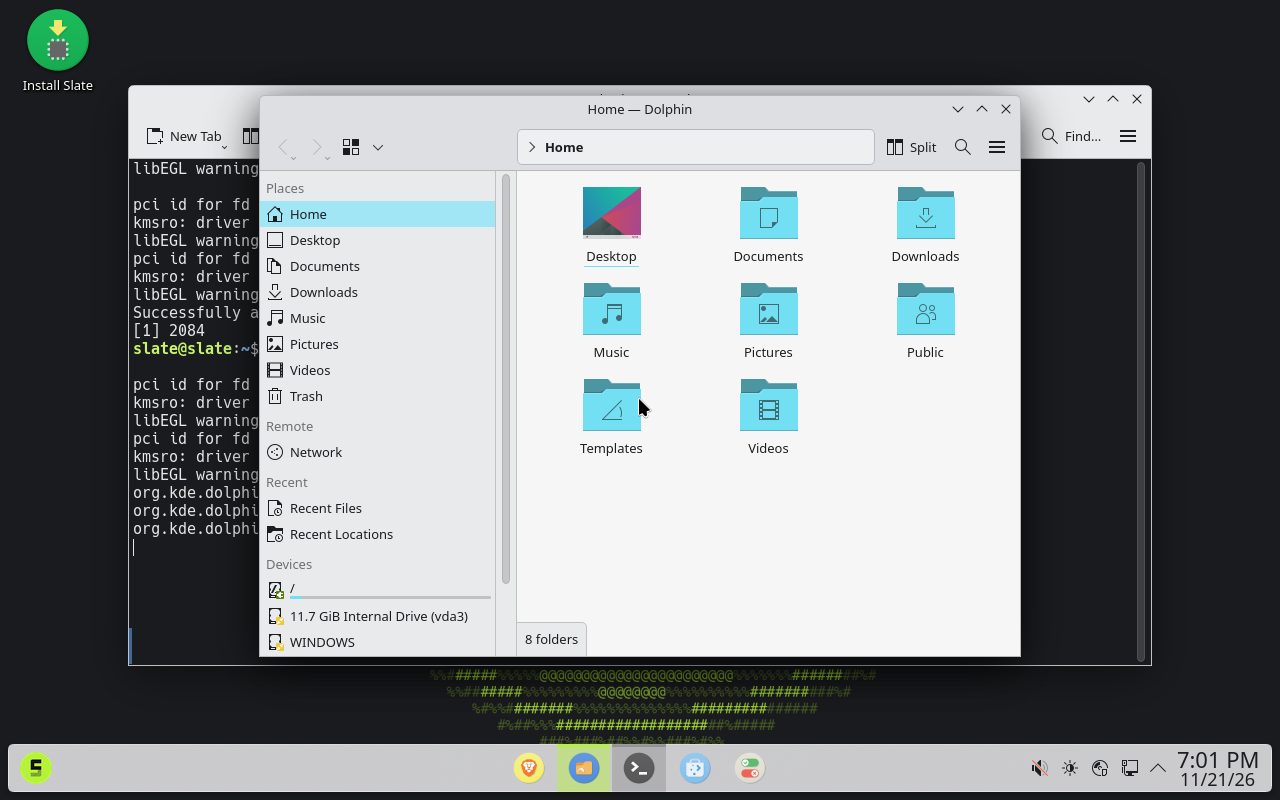 Install Slate
Home — Dolphin
New Tab
Find...
Home
Split
libEGL warning
pci id for fd
kmsro: driver
libEGL warning
pci id for fd
kmsro: driver
libEGL warning
Successfully a
[1] 2084
slate@slate:~$
pci id for fd
kmsro: driver
libEGL warning
pci id for fd
kmsro: driver
libEGL warning
org.kde.dolphi
org.kde.dolphi
org.kde.dolphi
Places
Home
Desktop
Documents
Downloads
Music
Pictures
Videos
Trash
Remote
Network
Recent
Recent Files
Recent Locations
Devices
/
11.7 GiB Internal Drive (vda3)
WINDOWS
Desktop
Documents
Downloads
Music
Pictures
Public
Templates
Videos
8 folders
7:01 PM
11/21/26